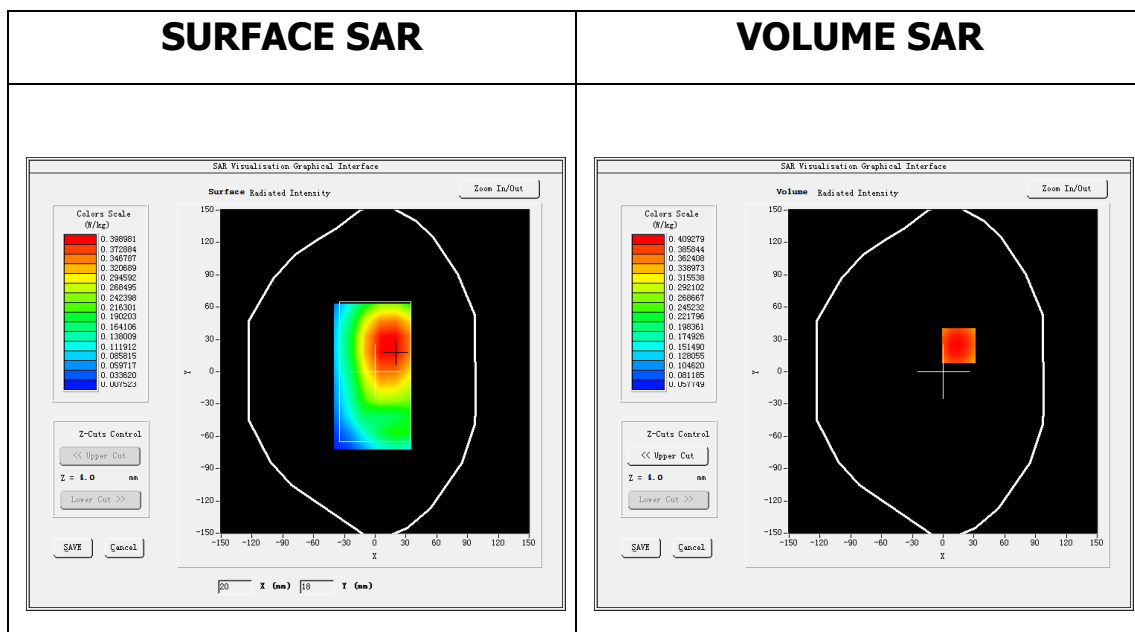 SURFACE SAR
VOLUME SAR
SAR Visualisation Graphical Interface
Surface Radiated Intensity
Zoom In/Out
Colors Scale
(W/kg)
0.398981
0.372884
0.346787
0.320689
0.294592
0.268495
0.242398
0.216301
0.190203
0.164106
0.138009
0.111912
0.085815
0.059717
0.033620
0.007523
Z-Cuts Control
<< Upper Cut
Z = 4.0 mm
Lower Cut >>
SAVE Cancel
150
120
90
60
30
0
-30
-60
-90
-120
-150
Y
-150 -120 -90 -60 -30 0 30 60 90 120 150
X
20 X (mm) 18 Y (mm)
SAR Visualisation Graphical Interface
Volume Radiated Intensity
Zoom In/Out
Colors Scale
(W/kg)
0.409279
0.385844
0.362408
0.338973
0.315538
0.292102
0.268667
0.245232
0.221796
0.198361
0.174926
0.151490
0.128055
0.104620
0.081185
0.057749
Z-Cuts Control
<< Upper Cut
Z = 4.0 mm
Lower Cut >>
SAVE Cancel
150
120
90
60
30
0
-30
-60
-90
-120
-150
Y
-150 -120 -90 -60 -30 0 30 60 90 120 150
X